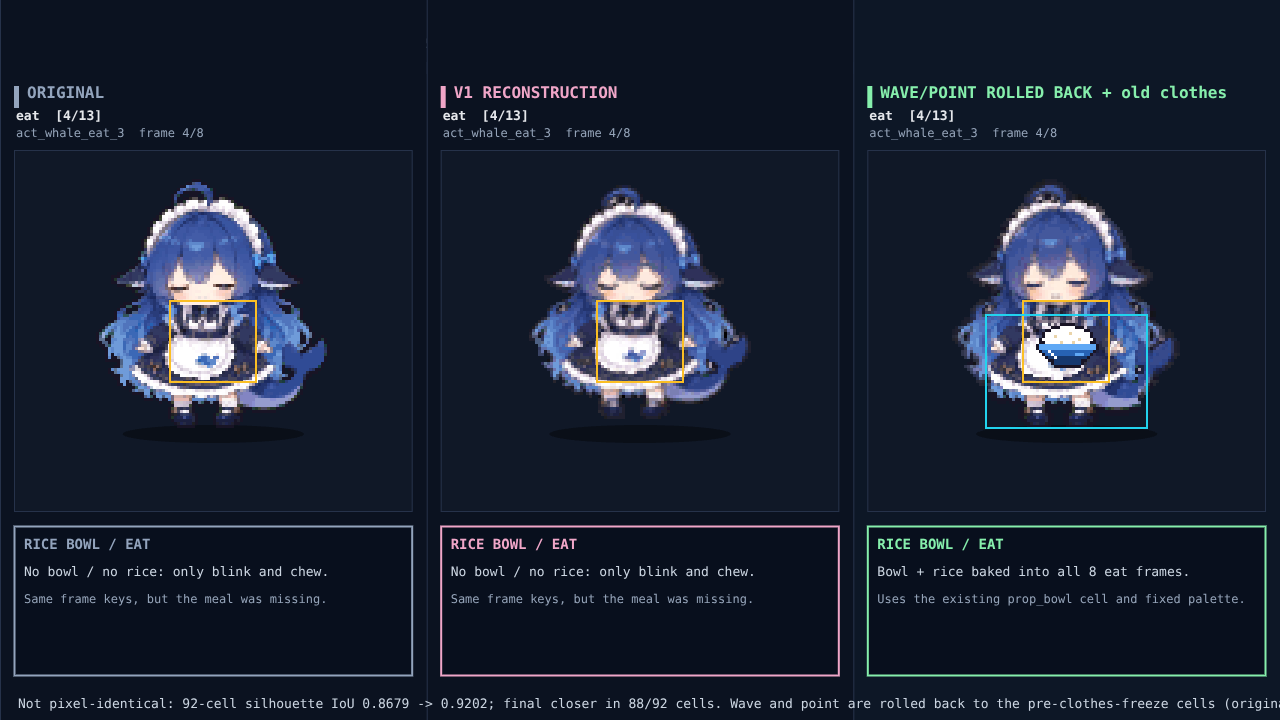 ORIGINAL
eat [4/13]
act_whale_eat_3 frame 4/8
RICE BOWL / EAT
No bowl / no rice: only blink and chew.
Same frame keys, but the meal was missing.
V1 RECONSTRUCTION
eat [4/13]
act_whale_eat_3 frame 4/8
RICE BOWL / EAT
No bowl / no rice: only blink and chew.
Same frame keys, but the meal was missing.
WAVE/POINT ROLLED BACK + old clothes
eat [4/13]
act_whale_eat_3 frame 4/8
RICE BOWL / EAT
Bowl + rice baked into all 8 eat frames.
Uses the existing prop_bowl cell and fixed palette.
Not pixel-identical: 92-cell silhouette IoU 0.8679 -> 0.9202; final closer in 88/92 cells. Wave and point are rolled back to the pre-clothes-freeze cells (origin